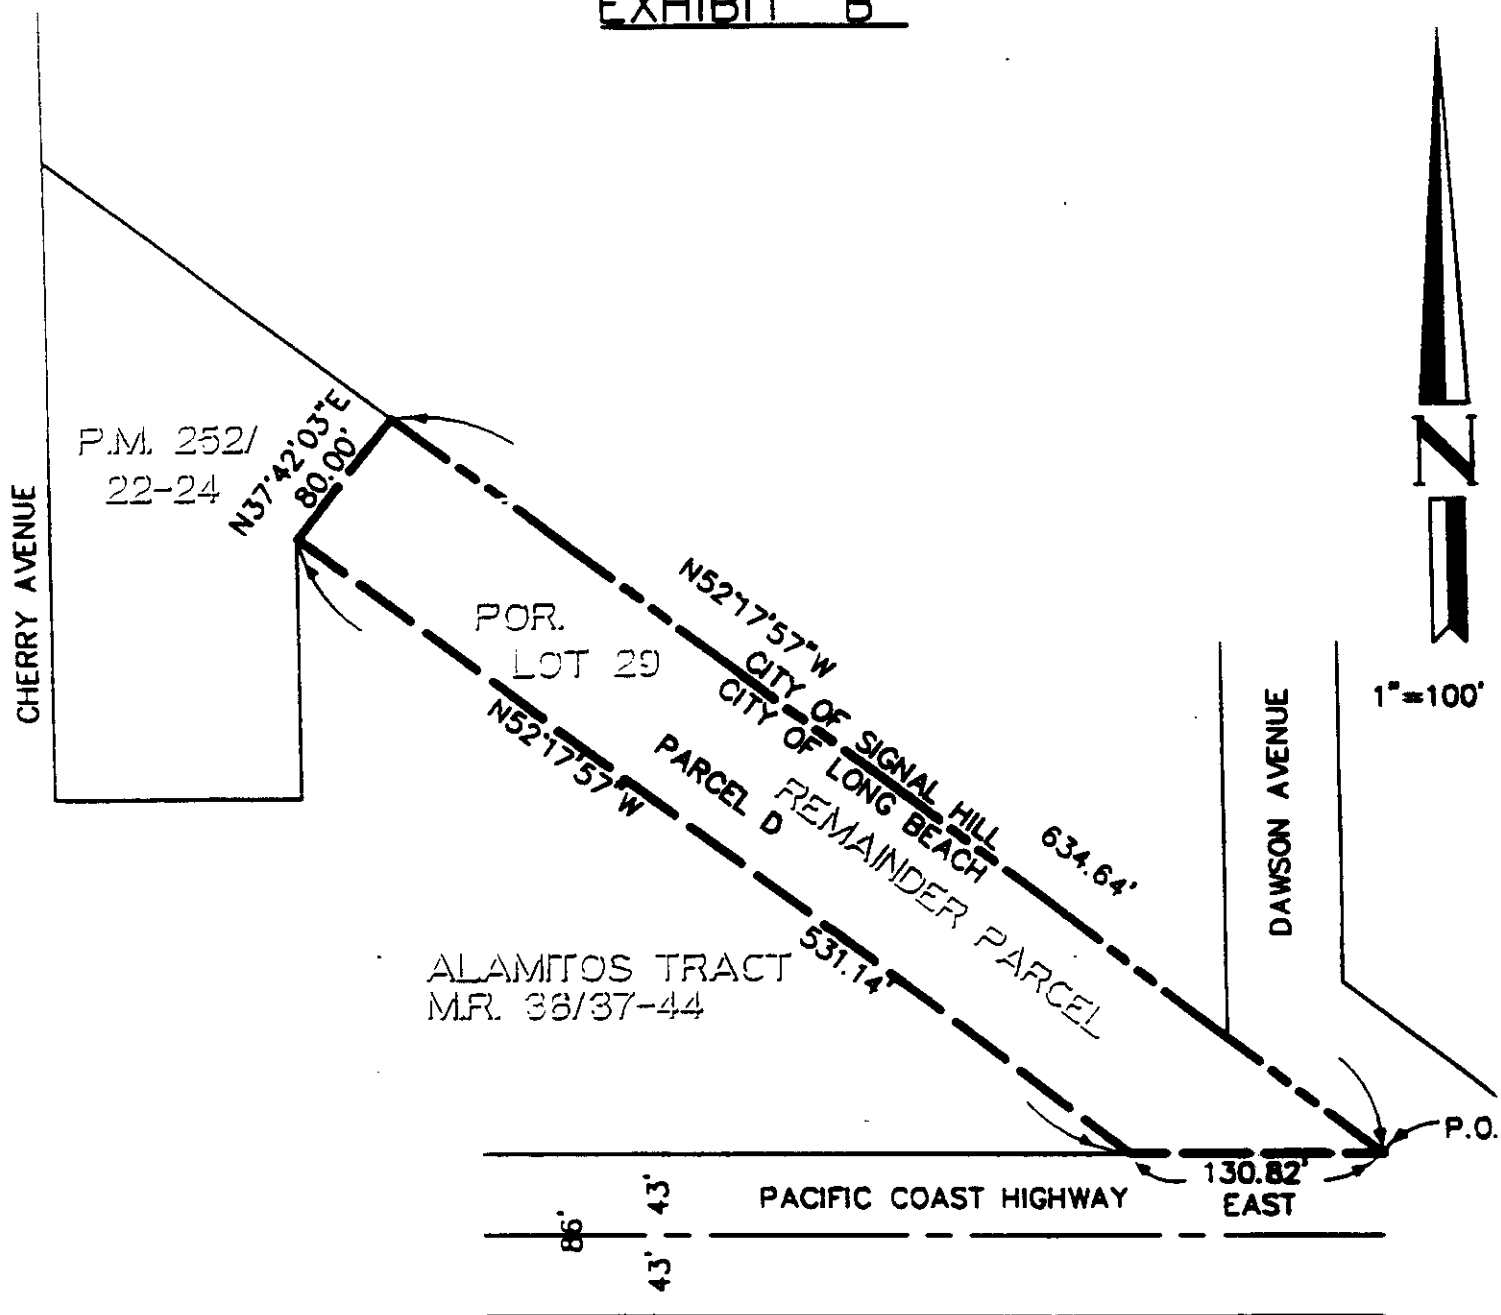 EXHIBIT B
P.M. 252/
22-24
N37°42'03"E
80.00'
CHERRY AVENUE
POR.
LOT 29
N52°17'57"W
CITY OF SIGNAL HILL
CITY OF LONG BEACH
634.64'
N52°17'57"W
531.14'
PARCEL D
REMAINDER PARCEL
N
1"=100'
DAWSON AVENUE
ALAMITOS TRACT
M.R. 36/37-44
P.O.
130.82'
EAST
PACIFIC COAST HIGHWAY
86'
43'
43'